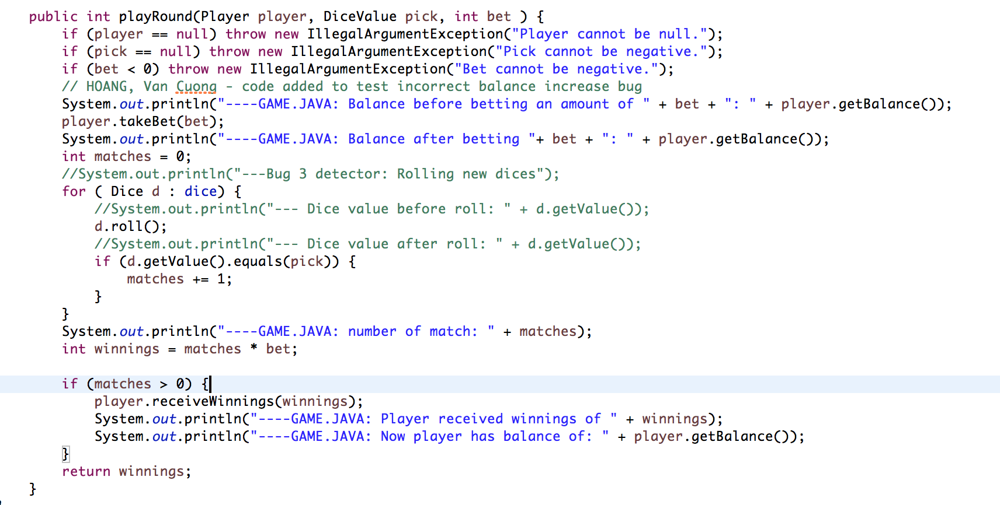 public int playRound(Player player, DiceValue pick, int bet ) {
if (player == null) throw new IllegalArgumentException("Player cannot be null.");
if (pick == null) throw new IllegalArgumentException("Pick cannot be negative.");
if (bet < 0) throw new IllegalArgumentException("Bet cannot be negative.");
// HOANG, Van Cuong - code added to test incorrect balance increase bug
System.out.println("----GAME.JAVA: Balance before betting an amount of " + bet + ": " + player.getBalance());
player.takeBet(bet);
System.out.println("----GAME.JAVA: Balance after betting "+ bet + ": " + player.getBalance());
int matches = 0;
//System.out.println("---Bug 3 detector: Rolling new dices");
for ( Dice d : dice) {
//System.out.println("--- Dice value before roll: " + d.getValue());
d.roll();
//System.out.println("--- Dice value after roll: " + d.getValue());
if (d.getValue().equals(pick)) {
matches += 1;
}
}
System.out.println("----GAME.JAVA: number of match: " + matches);
int winnings = matches * bet;
if (matches > 0) {
player.receiveWinnings(winnings);
System.out.println("----GAME.JAVA: Player received winnings of " + winnings);
System.out.println("----GAME.JAVA: Now player has balance of: " + player.getBalance());
}
return winnings;
}